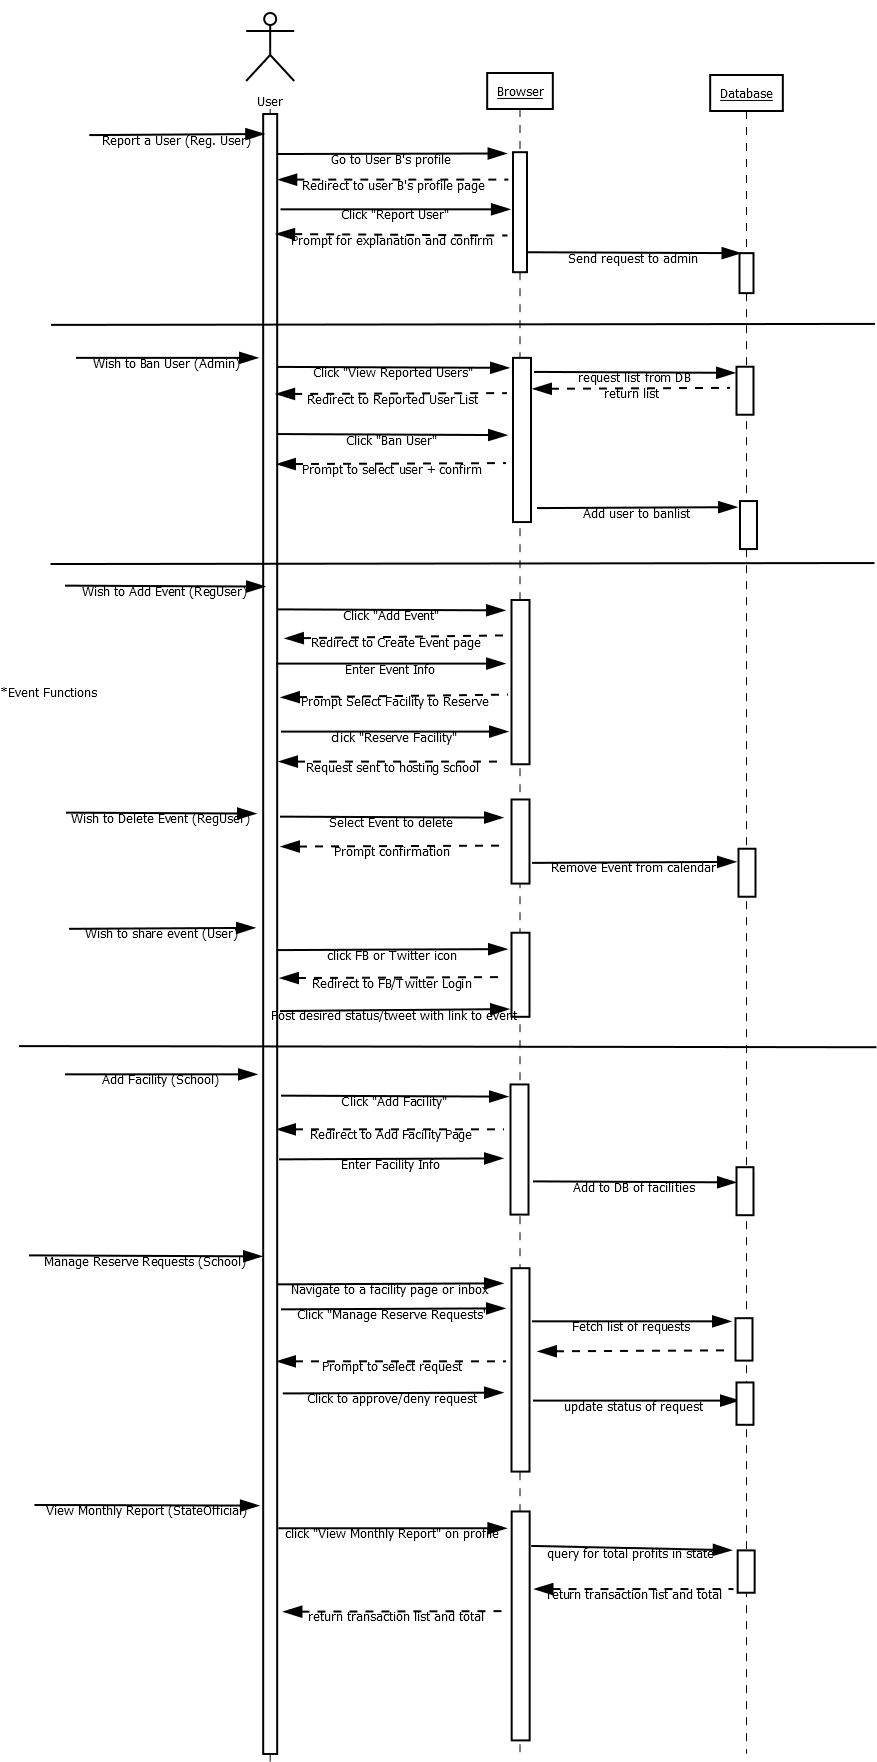 User
Browser
Database
Report a User (Reg. User)
Go to User B's profile
Redirect to user B's profile page
Click "Report User"
Prompt for explanation and confirm
Send request to admin
Wish to Ban User (Admin)
Click "View Reported Users"
request list from DB
return list
Redirect to Reported User List
Click "Ban User"
Prompt to select user + confirm
Add user to banlist
Wish to Add Event (RegUser)
Click "Add Event"
Redirect to Create Event page
Enter Event Info
*Event Functions
Prompt Select Facility to Reserve
click "Reserve Facility"
Request sent to hosting school
Wish to Delete Event (RegUser)
Select Event to delete
Prompt confirmation
Remove Event from calendar
Wish to share event (User)
click FB or Twitter icon
Redirect to FB/Twitter Login
Post desired status/tweet with link to event
Add Facility (School)
Click "Add Facility"
Redirect to Add Facility Page
Enter Facility Info
Add to DB of facilities
Manage Reserve Requests (School)
Navigate to a facility page or inbox
Click "Manage Reserve Requests"
Fetch list of requests
Prompt to select request
Click to approve/deny request
update status of request
View Monthly Report (StateOfficial)
click "View Monthly Report" on profile
query for total profits in state
return transaction list and total
return transaction list and total